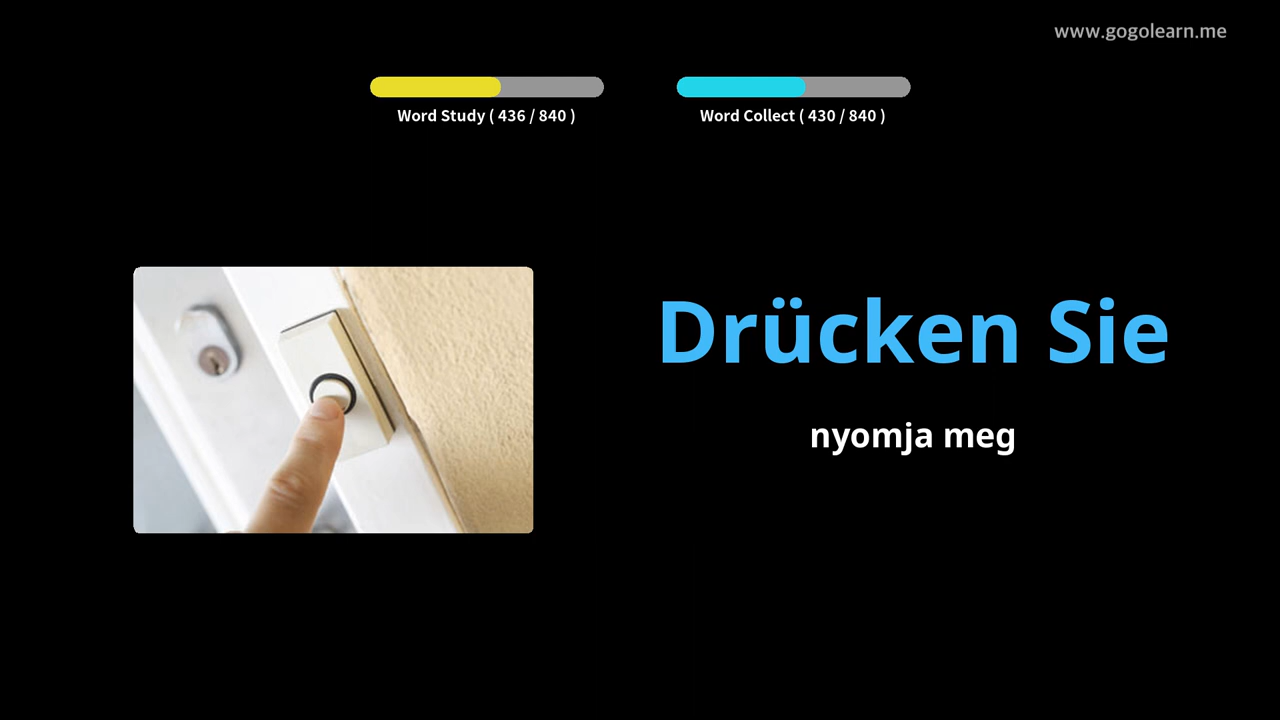 www.gogolearn.me
Word Study ( 436 / 840 )
Word Collect ( 430 / 840 )
Drücken Sie
nyomja meg